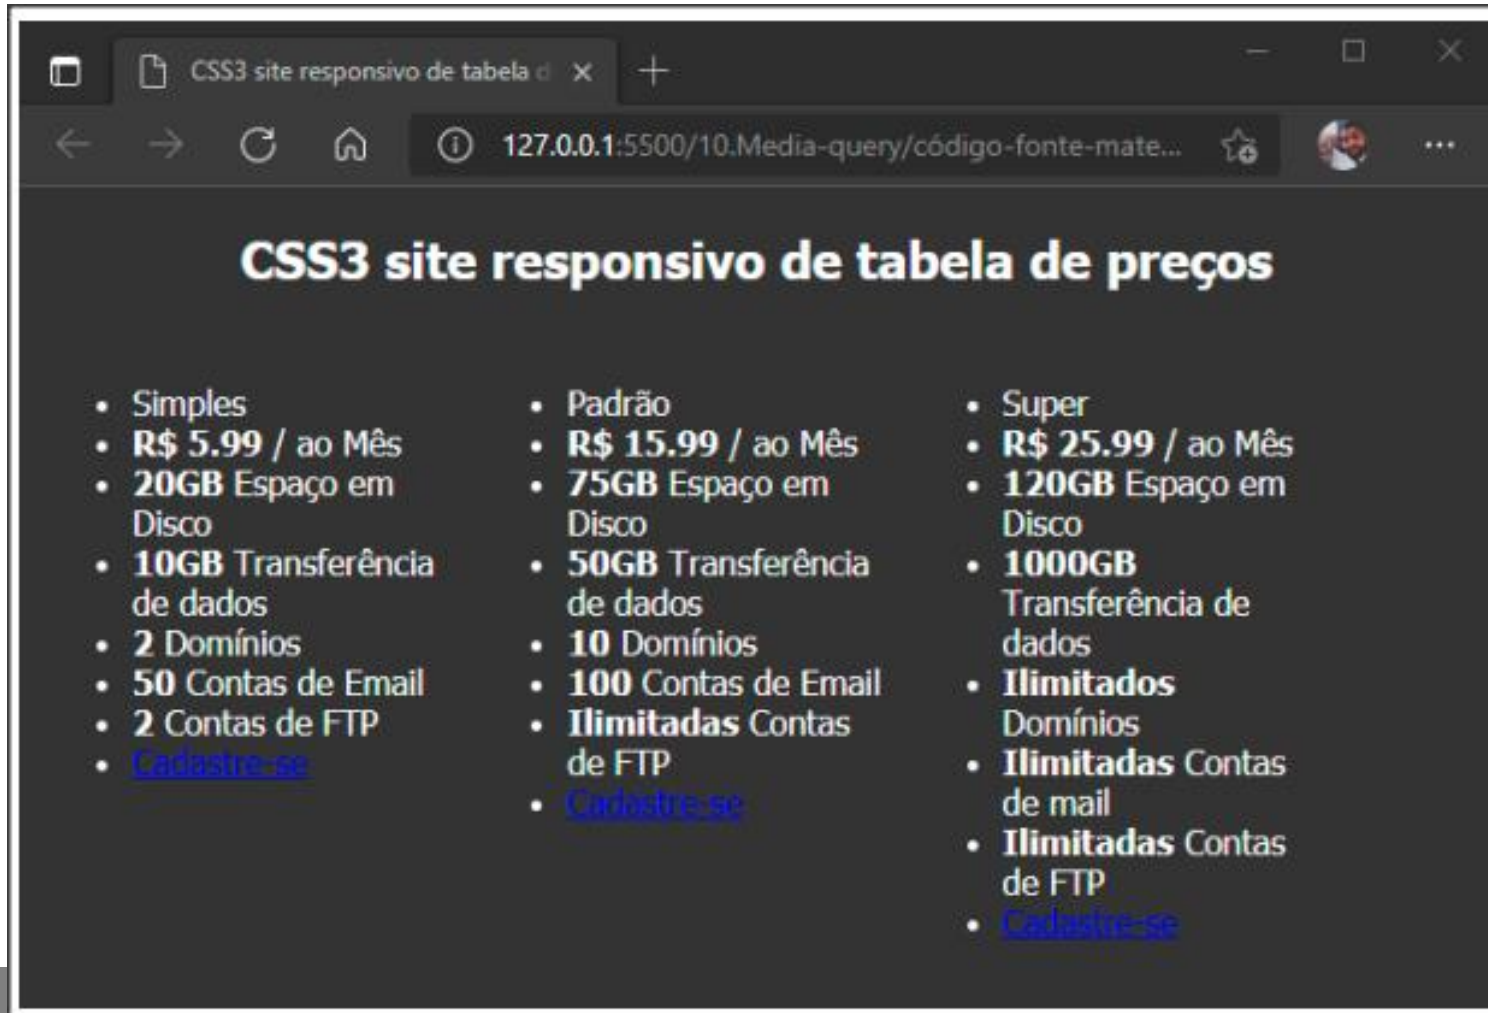 CSS3 site responsivo de tabela d
127.0.0.1:5500/10.Media-query/código-fonte-mate...
CSS3 site responsivo de tabela de preços
Simples
R$ 5.99 / ao Mês
20GB Espaço em
Disco
10GB Transferência
de dados
2 Domínios
50 Contas de Email
2 Contas de FTP
Cadastre-se
Padrão
R$ 15.99 / ao Mês
75GB Espaço em
Disco
50GB Transferência
de dados
10 Domínios
100 Contas de Email
Ilimitadas Contas
de FTP
Cadastre-se
Super
R$ 25.99 / ao Mês
120GB Espaço em
Disco
1000GB
Transferência de
dados
Ilimitados
Domínios
Ilimitadas Contas
de mail
Ilimitadas Contas
de FTP
Cadastre-se